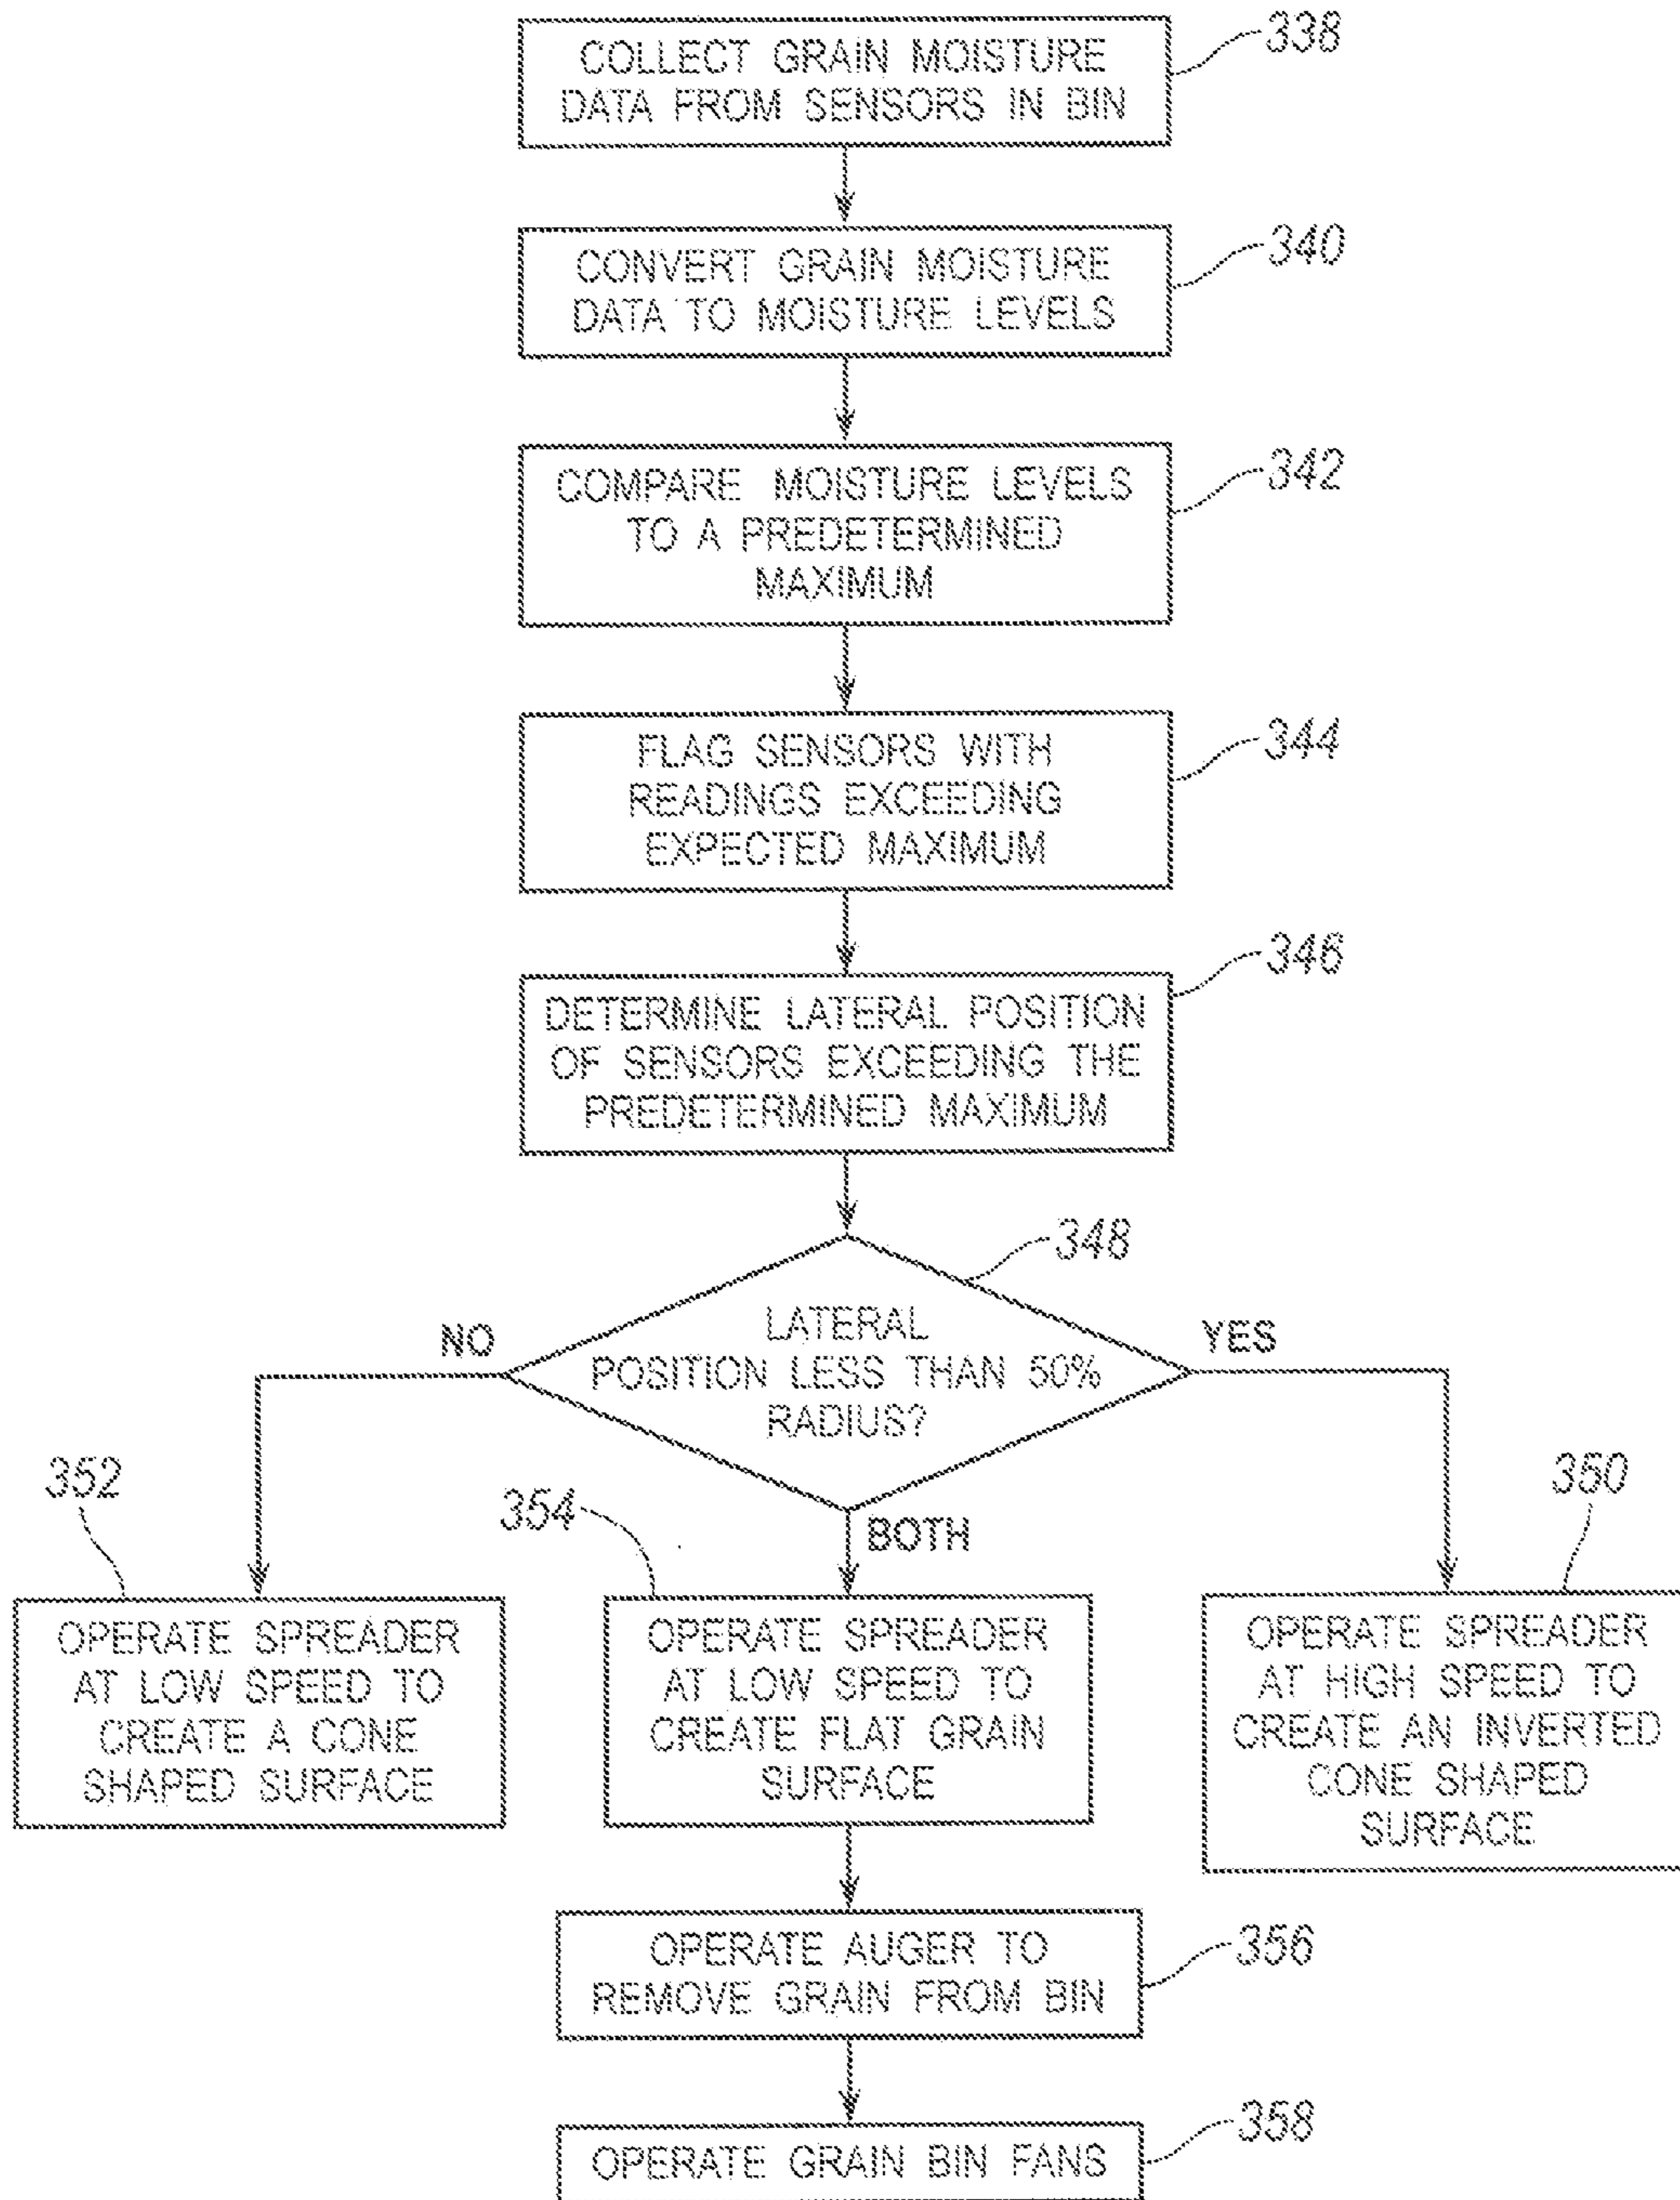 COLLECT GRAIN MOISTURE
DATA FROM SENSORS IN BIN
338
CONVERT GRAIN MOISTURE
DATA TO MOISTURE LEVELS
340
COMPARE MOISTURE LEVELS
TO A PREDETERMINED
MAXIMUM
342
FLAG SENSORS WITH
READINGS EXCEEDING
EXPECTED MAXIMUM
344
DETERMINE LATERAL POSITION
OF SENSORS EXCEEDING THE
PREDETERMINED MAXIMUM
346
348
LATERAL
POSITION LESS THAN 50%
RADIUS?
NO
YES
BOTH
352
OPERATE SPREADER
AT LOW SPEED TO
CREATE A CONE
SHAPED SURFACE
354
OPERATE SPREADER
AT LOW SPEED TO
CREATE FLAT GRAIN
SURFACE
350
OPERATE SPREADER
AT HIGH SPEED TO
CREATE AN INVERTED
CONE SHAPED
SURFACE
OPERATE AUGER TO
REMOVE GRAIN FROM BIN
356
OPERATE GRAIN BIN FANS
358